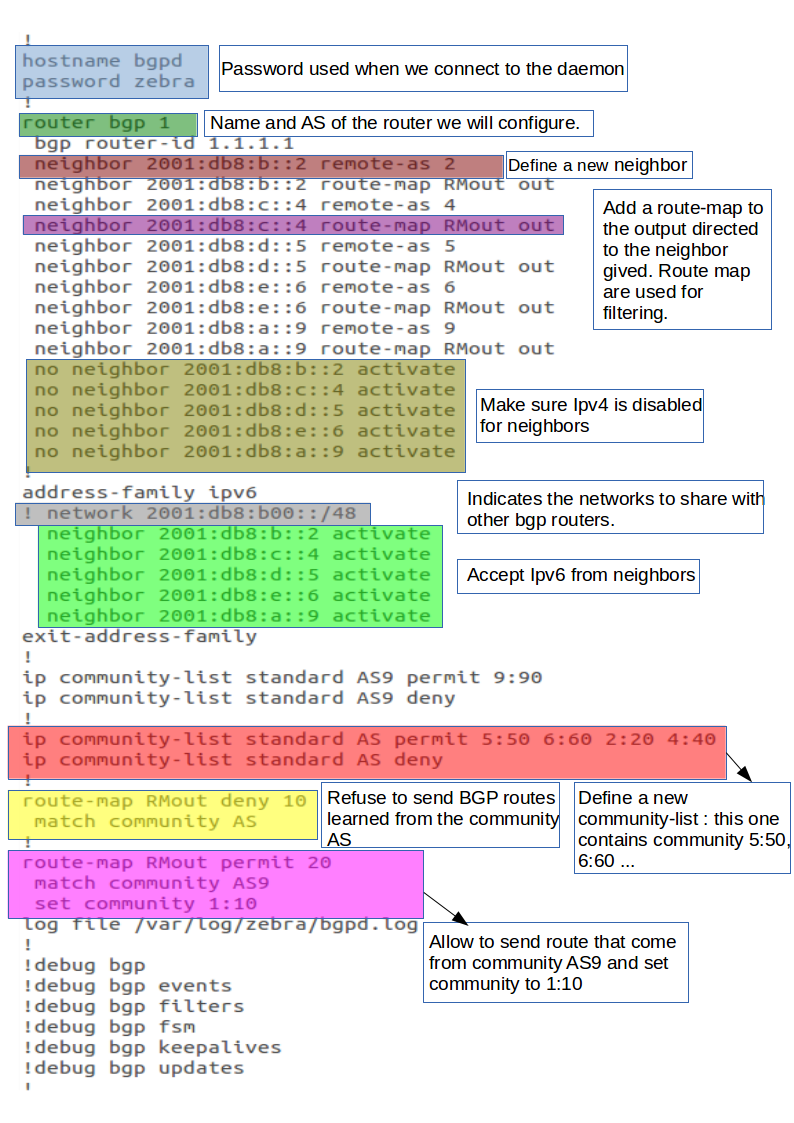 !
hostname bgpd
password zebra
Password used when we connect to the daemon
!
router bgp 1
Name and AS of the router we will configure.
bgp router-id 1.1.1.1
neighbor 2001:db8:b::2 remote-as 2
Define a new neighbor
neighbor 2001:db8:b::2 route-map RMout out
neighbor 2001:db8:c::4 remote-as 4
neighbor 2001:db8:c::4 route-map RMout out
Add a route-map to
the output directed
to the neighbor
gived. Route map
are used for
filtering.
neighbor 2001:db8:d::5 remote-as 5
neighbor 2001:db8:d::5 route-map RMout out
neighbor 2001:db8:e::6 remote-as 6
neighbor 2001:db8:e::6 route-map RMout out
neighbor 2001:db8:a::9 remote-as 9
neighbor 2001:db8:a::9 route-map RMout out
no neighbor 2001:db8:b::2 activate
no neighbor 2001:db8:c::4 activate
no neighbor 2001:db8:d::5 activate
no neighbor 2001:db8:e::6 activate
no neighbor 2001:db8:a::9 activate
Make sure Ipv4 is disabled
for neighbors
!
address-family ipv6
! network 2001:db8:b00::/48
Indicates the networks to share with
other bgp routers.
neighbor 2001:db8:b::2 activate
neighbor 2001:db8:c::4 activate
neighbor 2001:db8:d::5 activate
neighbor 2001:db8:e::6 activate
neighbor 2001:db8:a::9 activate
Accept Ipv6 from neighbors
exit-address-family
!
ip community-list standard AS9 permit 9:90
ip community-list standard AS9 deny
!
ip community-list standard AS permit 5:50 6:60 2:20 4:40
ip community-list standard AS deny
!
Define a new
community-list : this one
contains community 5:50,
6:60 ...
route-map RMout deny 10
match community AS
Refuse to send BGP routes
learned from the community
AS
!
route-map RMout permit 20
match community AS9
set community 1:10
Allow to send route that come
from community AS9 and set
community to 1:10
log file /var/log/zebra/bgpd.log
!
!debug bgp
!debug bgp events
!debug bgp filters
!debug bgp fsm
!debug bgp keepalives
!debug bgp updates
'